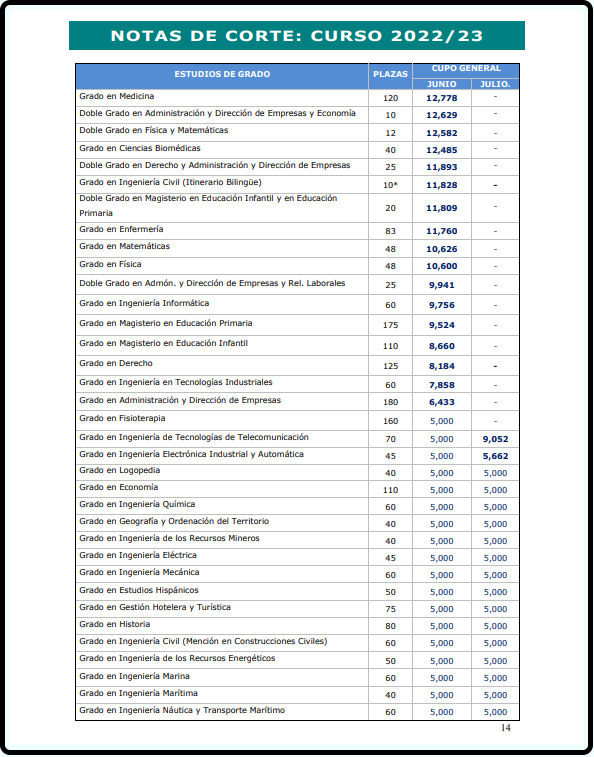 NOTAS DE CORTE: CURSO 2022/23
ESTUDIOS DE GRADO PLAZAS CUPO GENERAL
JUNIO JULIO.
Grado en Medicina 120 12,778 -
Doble Grado en Administración y Dirección de Empresas y Economía 10 12,629 -
Doble Grado en Física y Matemáticas 12 12,582 -
Grado en Ciencias Biomédicas 40 12,485 -
Doble Grado en Derecho y Administración y Dirección de Empresas 25 11,893 -
Grado en Ingeniería Civil (Itinerario Bilingüe) 10* 11,828 -
Doble Grado en Magisterio en Educación Infantil y en Educación
Primaria 20 11,809 -
Grado en Enfermería 83 11,760 -
Grado en Matemáticas 48 10,626 -
Grado en Física 48 10,600 -
Doble Grado en Admón. y Dirección de Empresas y Rel. Laborales 25 9,941 -
Grado en Ingeniería Informática 60 9,756 -
Grado en Magisterio en Educación Primaria 175 9,524 -
Grado en Magisterio en Educación Infantil 110 8,660 -
Grado en Derecho 125 8,184 -
Grado en Ingeniería en Tecnologías Industriales 60 7,858 -
Grado en Administración y Dirección de Empresas 180 6,433 -
Grado en Fisioterapia 160 5,000 -
Grado en Ingeniería de Tecnologías de Telecomunicación 70 5,000 9,052
Grado en Ingeniería Electrónica Industrial y Automática 45 5,000 5,662
Grado en Logopedia 40 5,000 5,000
Grado en Economía 110 5,000 5,000
Grado en Ingeniería Química 60 5,000 5,000
Grado en Geografía y Ordenación del Territorio 40 5,000 5,000
Grado en Ingeniería de los Recursos Mineros 40 5,000 5,000
Grado en Ingeniería Eléctrica 45 5,000 5,000
Grado en Ingeniería Mecánica 60 5,000 5,000
Grado en Estudios Hispánicos 50 5,000 5,000
Grado en Gestión Hotelera y Turística 75 5,000 5,000
Grado en Historia 80 5,000 5,000
Grado en Ingeniería Civil (Mención en Construcciones Civiles) 60 5,000 5,000
Grado en Ingeniería de los Recursos Energéticos 50 5,000 5,000
Grado en Ingeniería Marina 60 5,000 5,000
Grado en Ingeniería Marítima 40 5,000 5,000
Grado en Ingeniería Náutica y Transporte Marítimo 60 5,000 5,000
14